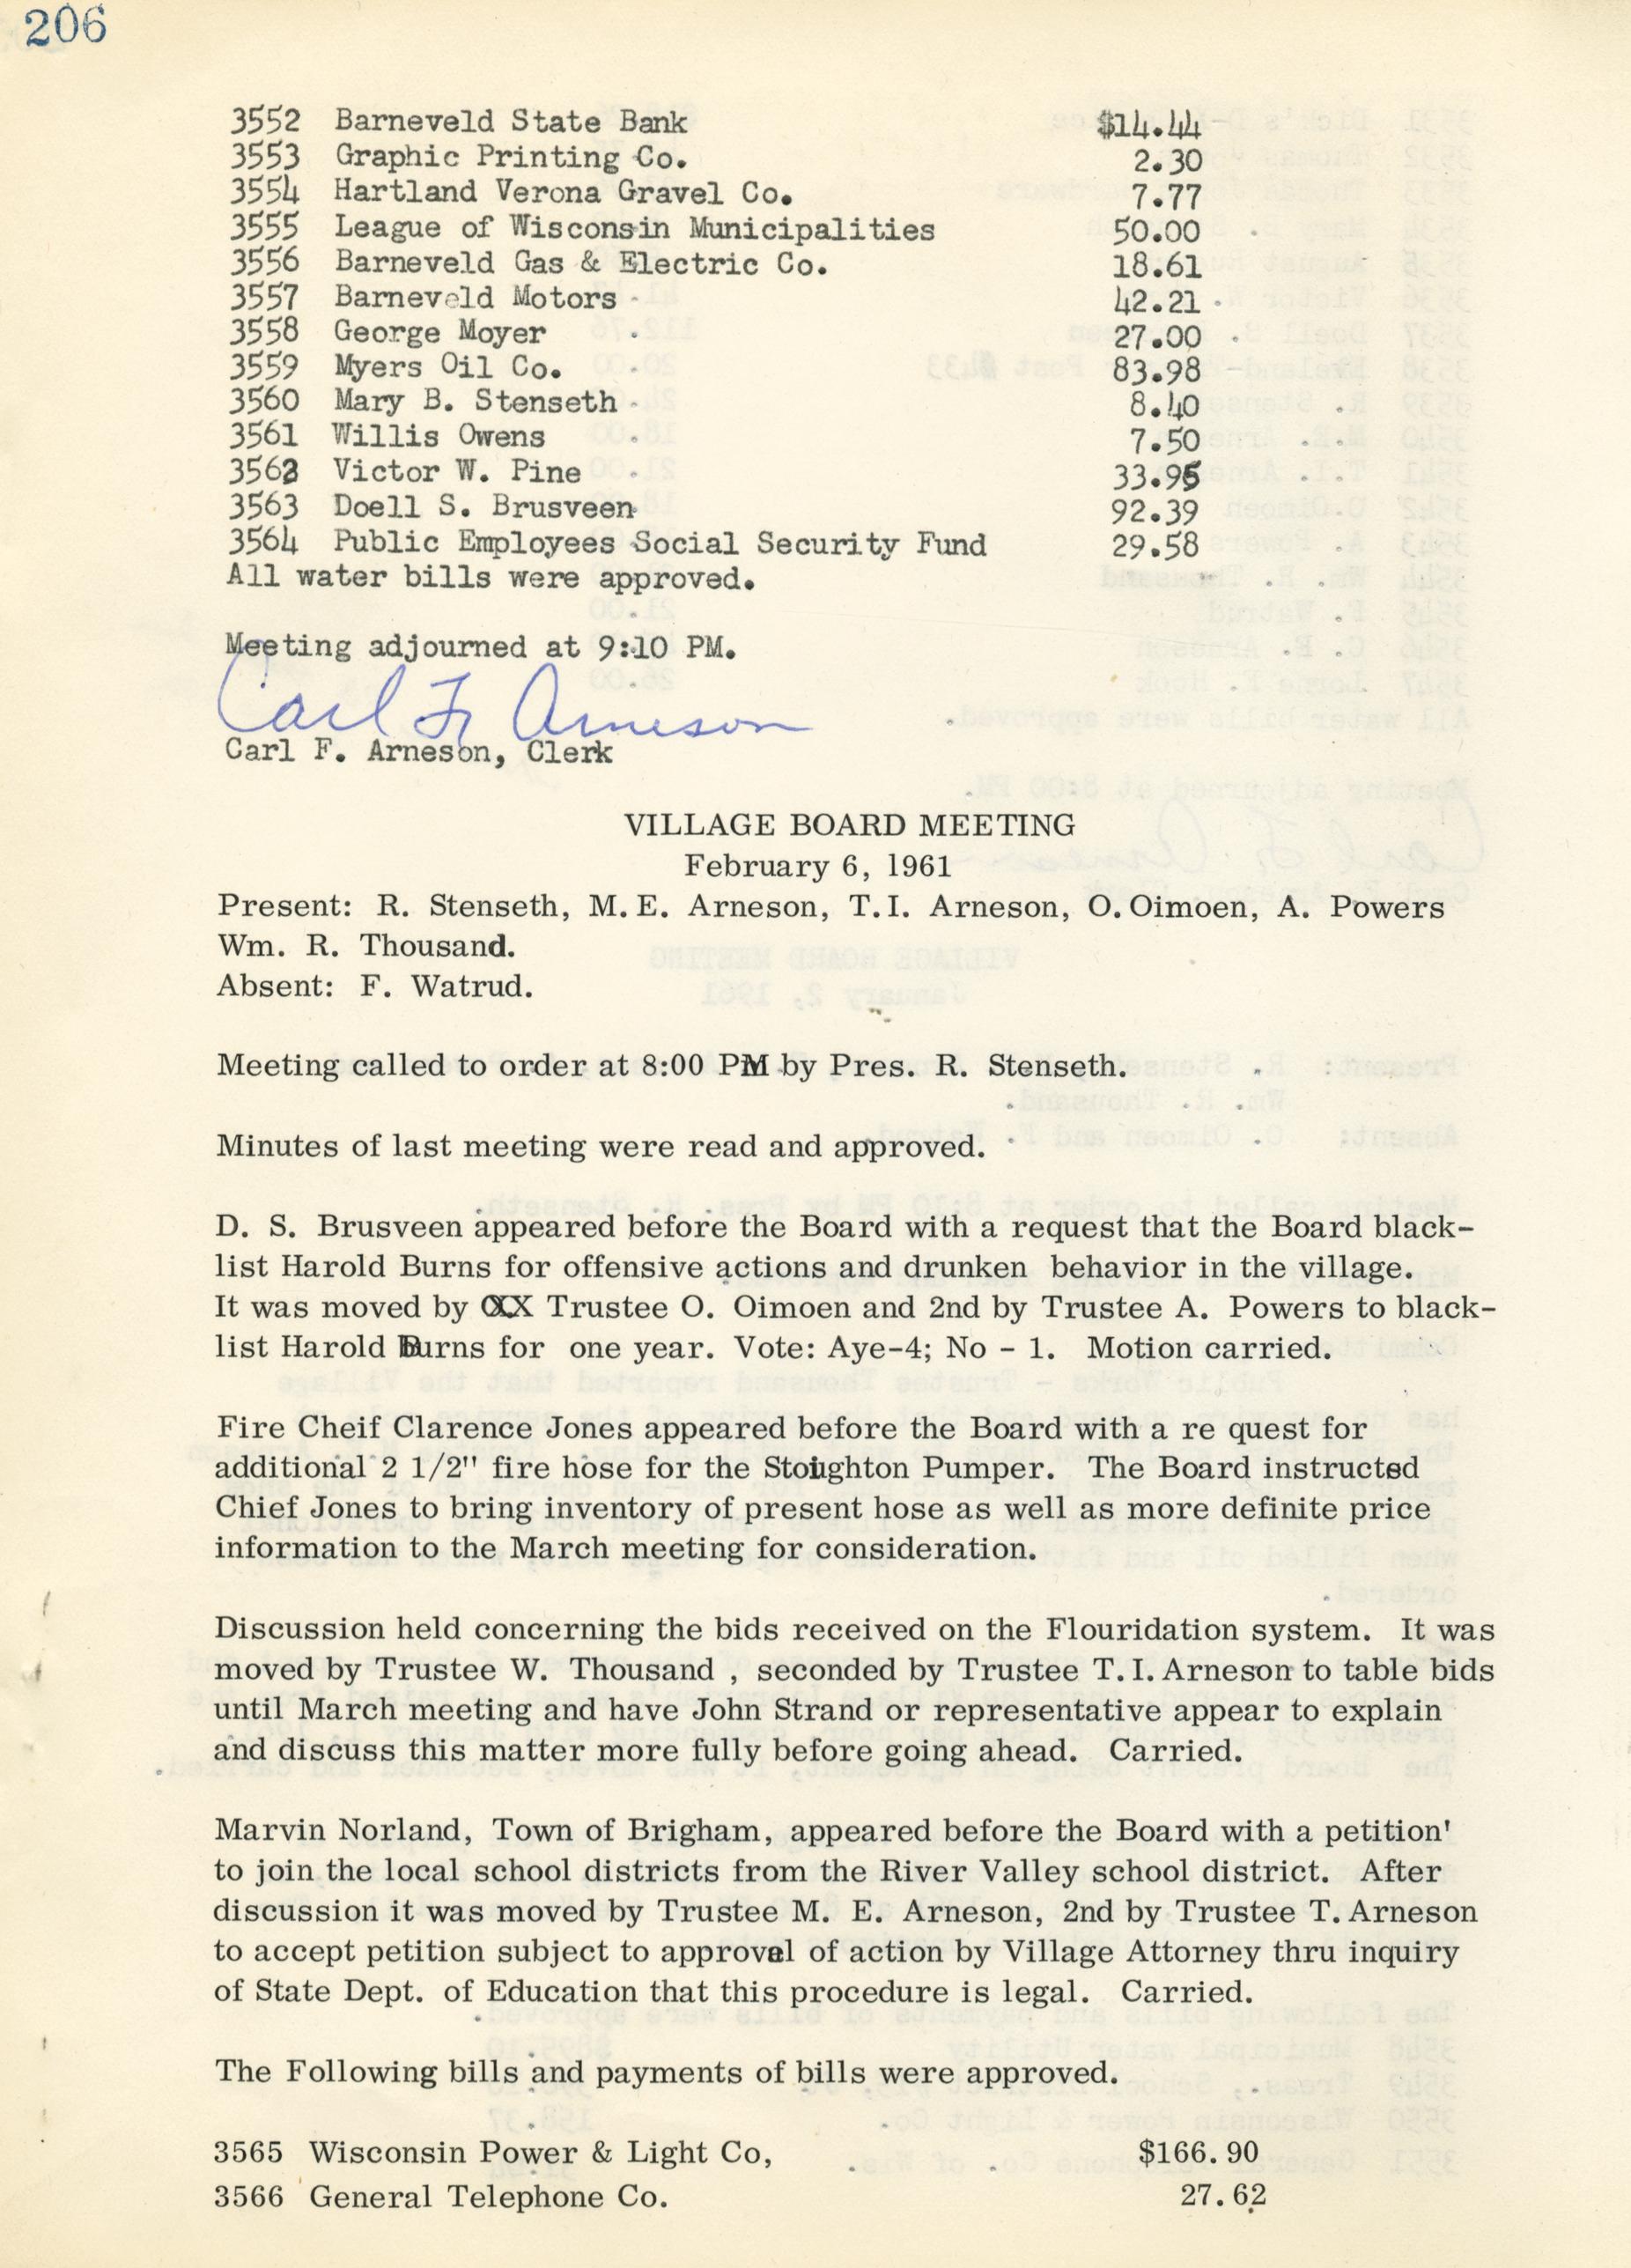 206
3552 Barneveld State Bank $14.44
3553 Graphic Printing Co. 2.30
3554 Hartland Verona Gravel Co. 7.77
3555 League of Wisconsin Municipalities 50.00
3556 Barneveld Gas & Electric Co. 18.61
3557 Barneveld Motors 42.21
3558 George Moyer 27.00
3559 Myers Oil Co. 83.98
3560 Mary B. Stenseth 8.40
3561 Willis Owens 7.50
3562 Victor W. Pine 33.95
3563 Doell S. Brusveen 92.39
3564 Public Employees Social Security Fund 29.58
All water bills were approved.
Meeting adjourned at 9:10 PM.
Carl F. Arneson
Carl F. Arneson, Clerk
VILLAGE BOARD MEETING
February 6, 1961
Present: R. Stenseth, M. E. Arneson, T. I. Arneson, O. Oimoen, A. Powers
Wm. R. Thousand.
Absent: F. Watrud.
Meeting called to order at 8:00 PM by Pres. R. Stenseth.
Minutes of last meeting were read and approved.
D. S. Brusveen appeared before the Board with a request that the Board black-
list Harold Burns for offensive actions and drunken behavior in the village.
It was moved by XX Trustee O. Oimoen and 2nd by Trustee A. Powers to black-
list Harold Burns for one year. Vote: Aye-4; No - 1. Motion carried.
Fire Cheif Clarence Jones appeared before the Board with a re quest for
additional 2 1/2" fire hose for the Stoughton Pumper. The Board instructed
Chief Jones to bring inventory of present hose as well as more definite price
information to the March meeting for consideration.
Discussion held concerning the bids received on the Flouridation system. It was
moved by Trustee W. Thousand , seconded by Trustee T. I. Arneson to table bids
until March meeting and have John Strand or representative appear to explain
and discuss this matter more fully before going ahead. Carried.
Marvin Norland, Town of Brigham, appeared before the Board with a petition'
to join the local school districts from the River Valley school district. After
discussion it was moved by Trustee M. E. Arneson, 2nd by Trustee T. Arneson
to accept petition subject to approval of action by Village Attorney thru inquiry
of State Dept. of Education that this procedure is legal. Carried.
The Following bills and payments of bills were approved.
3565 Wisconsin Power & Light Co, $166.90
3566 General Telephone Co. 27.62